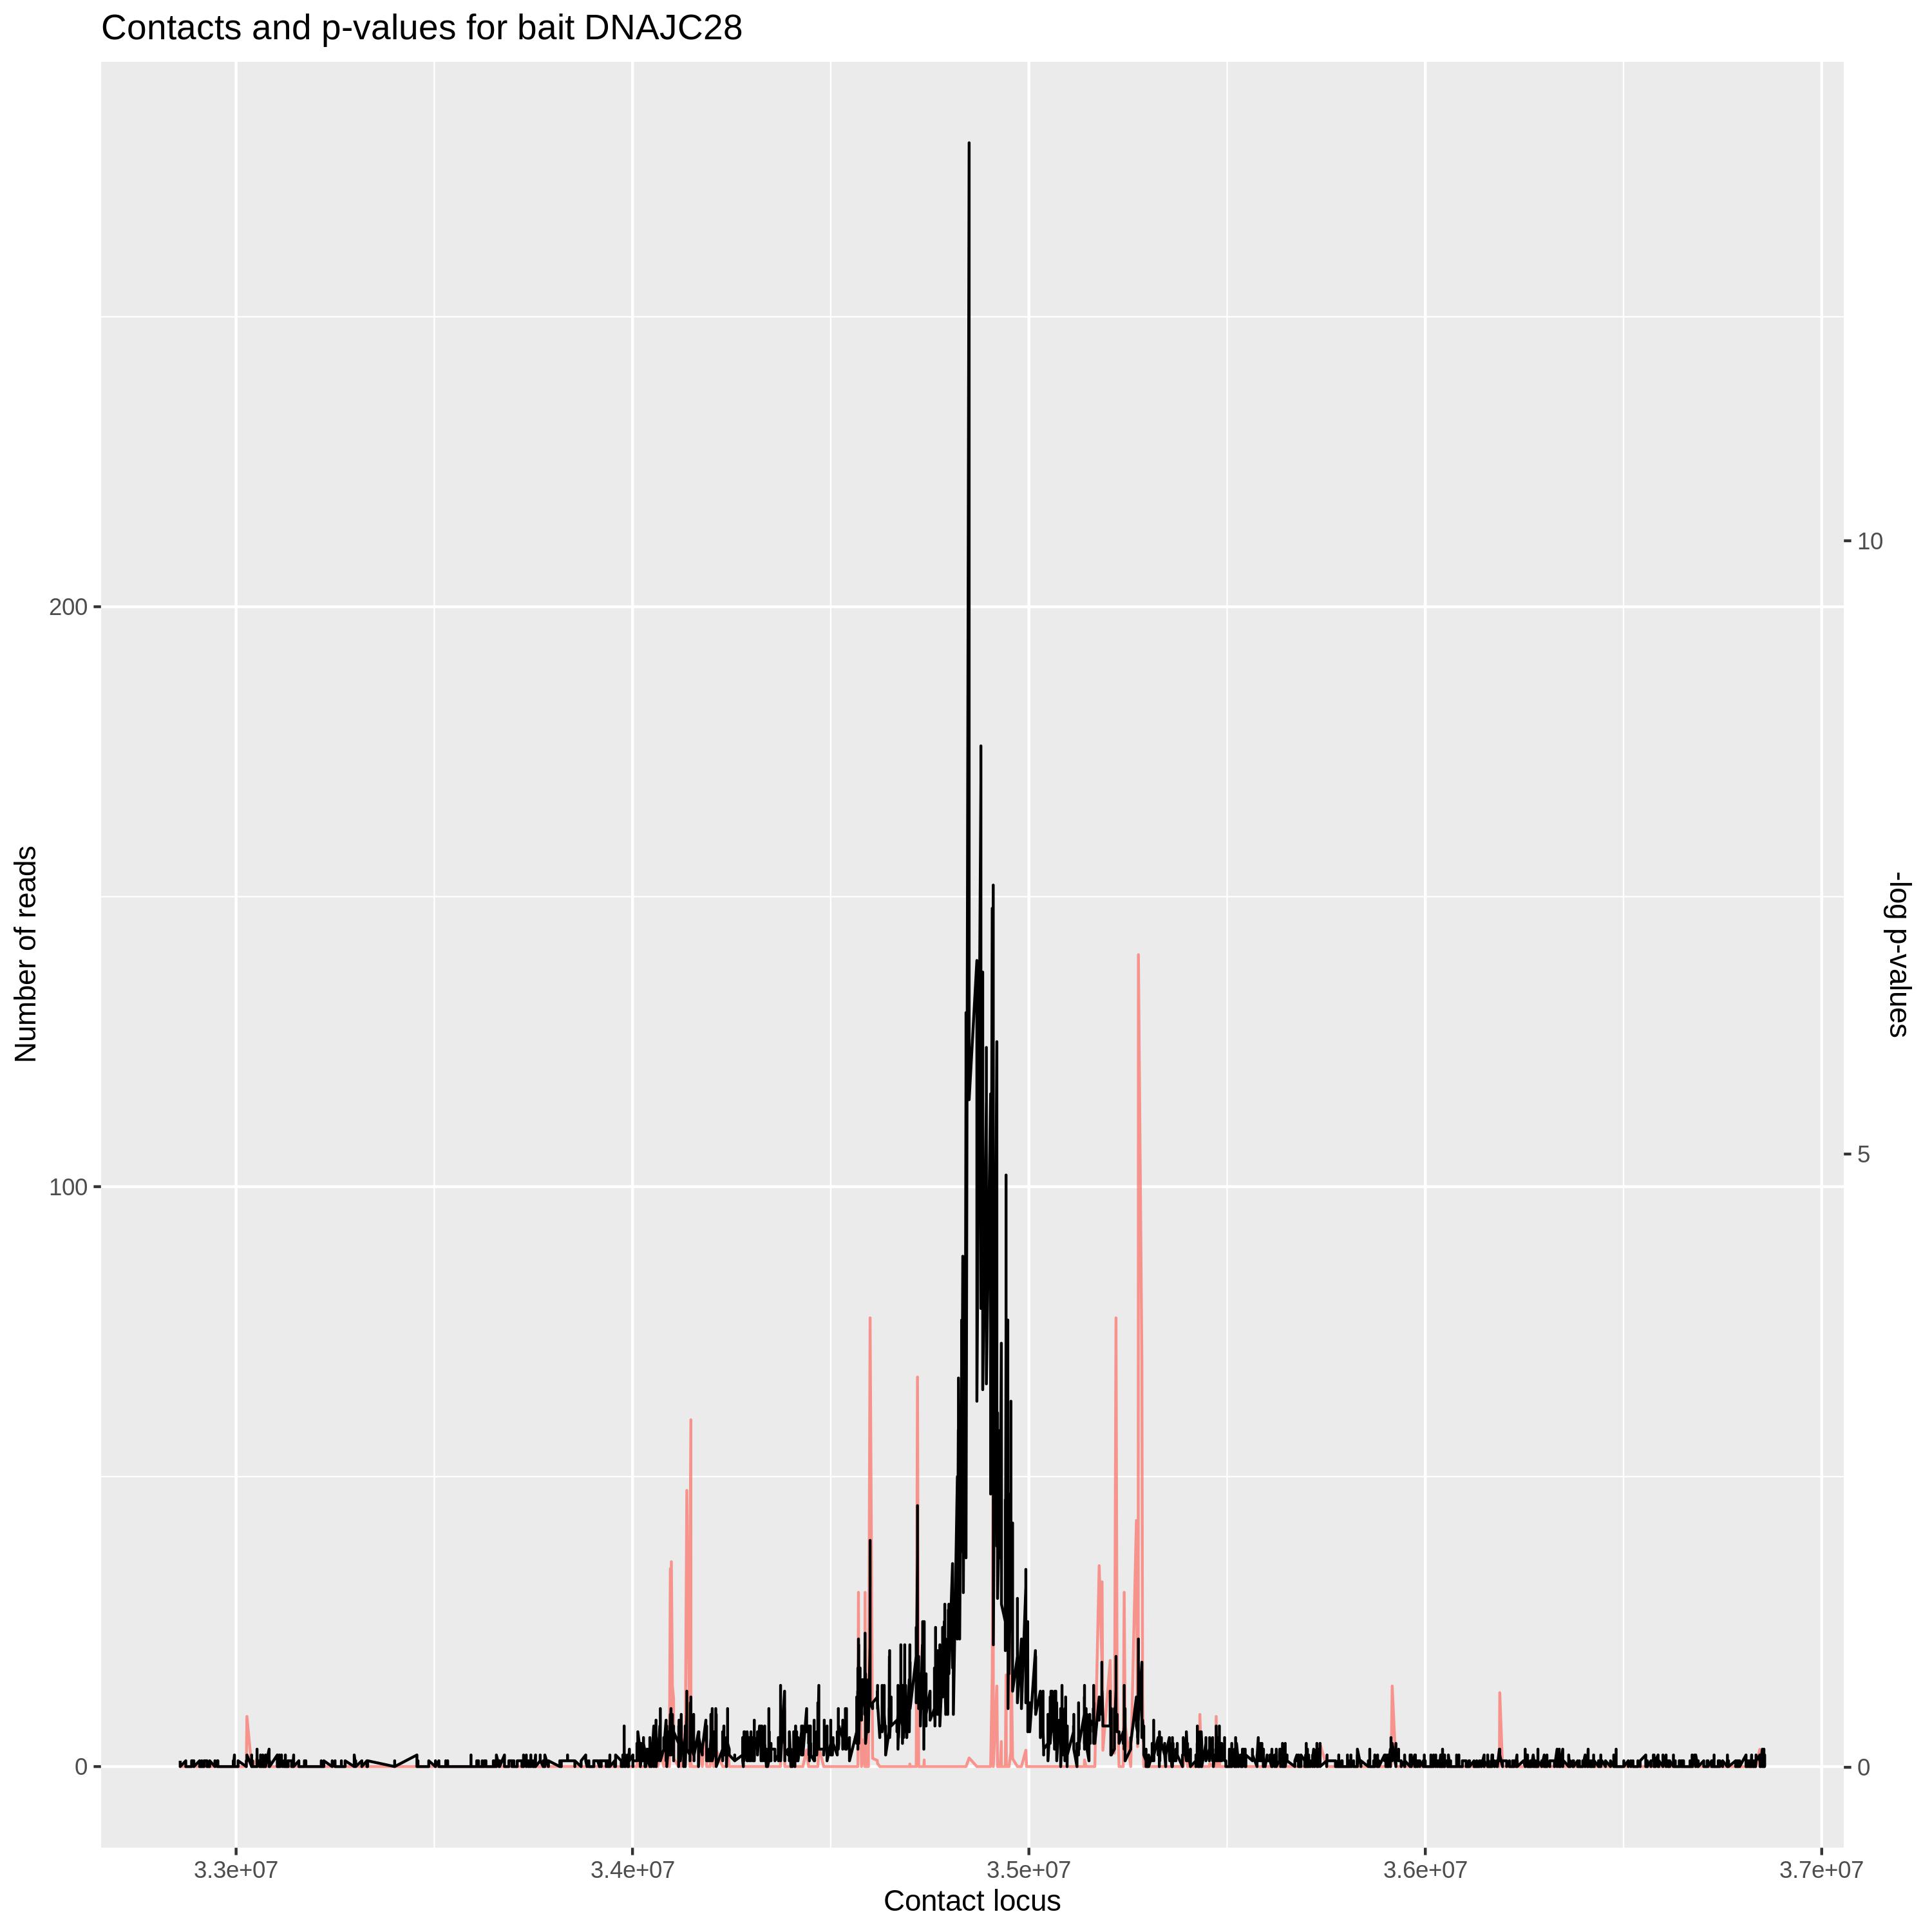 Contacts and p-values for bait DNAJC28
Number of reads
200
100
0
10
5
0
-log p-values
3.3e+07
3.4e+07
3.5e+07
3.6e+07
3.7e+07
Contact locus